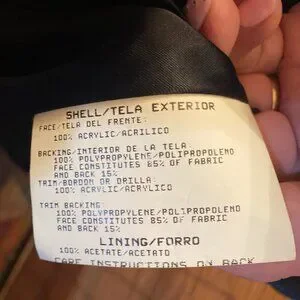 SHELL/TELA EXTERIOR
FACE/TELA DEL FRENTE:
100% ACRYLIC/ACRILICO
BACKING/INTERIOR DE LA TELA
100% POLYPROPYLENE/POLIPROPOLENO
FACE CONSTITUTES 85% OF FABRIC
AND BACK 15%
TRIM/BORDON OR DRILLA:
100% ACRYLIC/ACRYLICO
TRIM BACKING:
100% POLYPROPYLENE/POLIPROPOLENO
FACE CONSTITUTES 85% OF FABRIC
AND BACK 15%
LINING/FORRO
100% ACETATE/ACETATO
CARE INSTRUCTIONS ON BACK